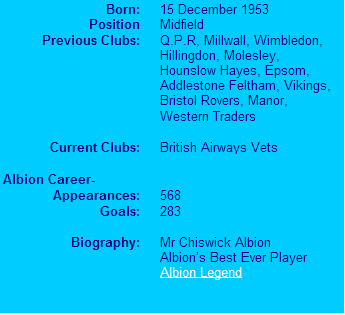 Born: 15 December 1953
Position Midfield
Previous Clubs: Q.P.R, Millwall, Wimbledon,
Hillingdon, Molesley,
Hounslow Hayes, Epsom,
Addlestone Feltham, Vikings,
Bristol Rovers, Manor,
Western Traders
Current Clubs: British Airways Vets
Albion Career-
Appearances: 568
Goals: 283
Biography: Mr Chiswick Albion
Albion's Best Ever Player
Albion Legend